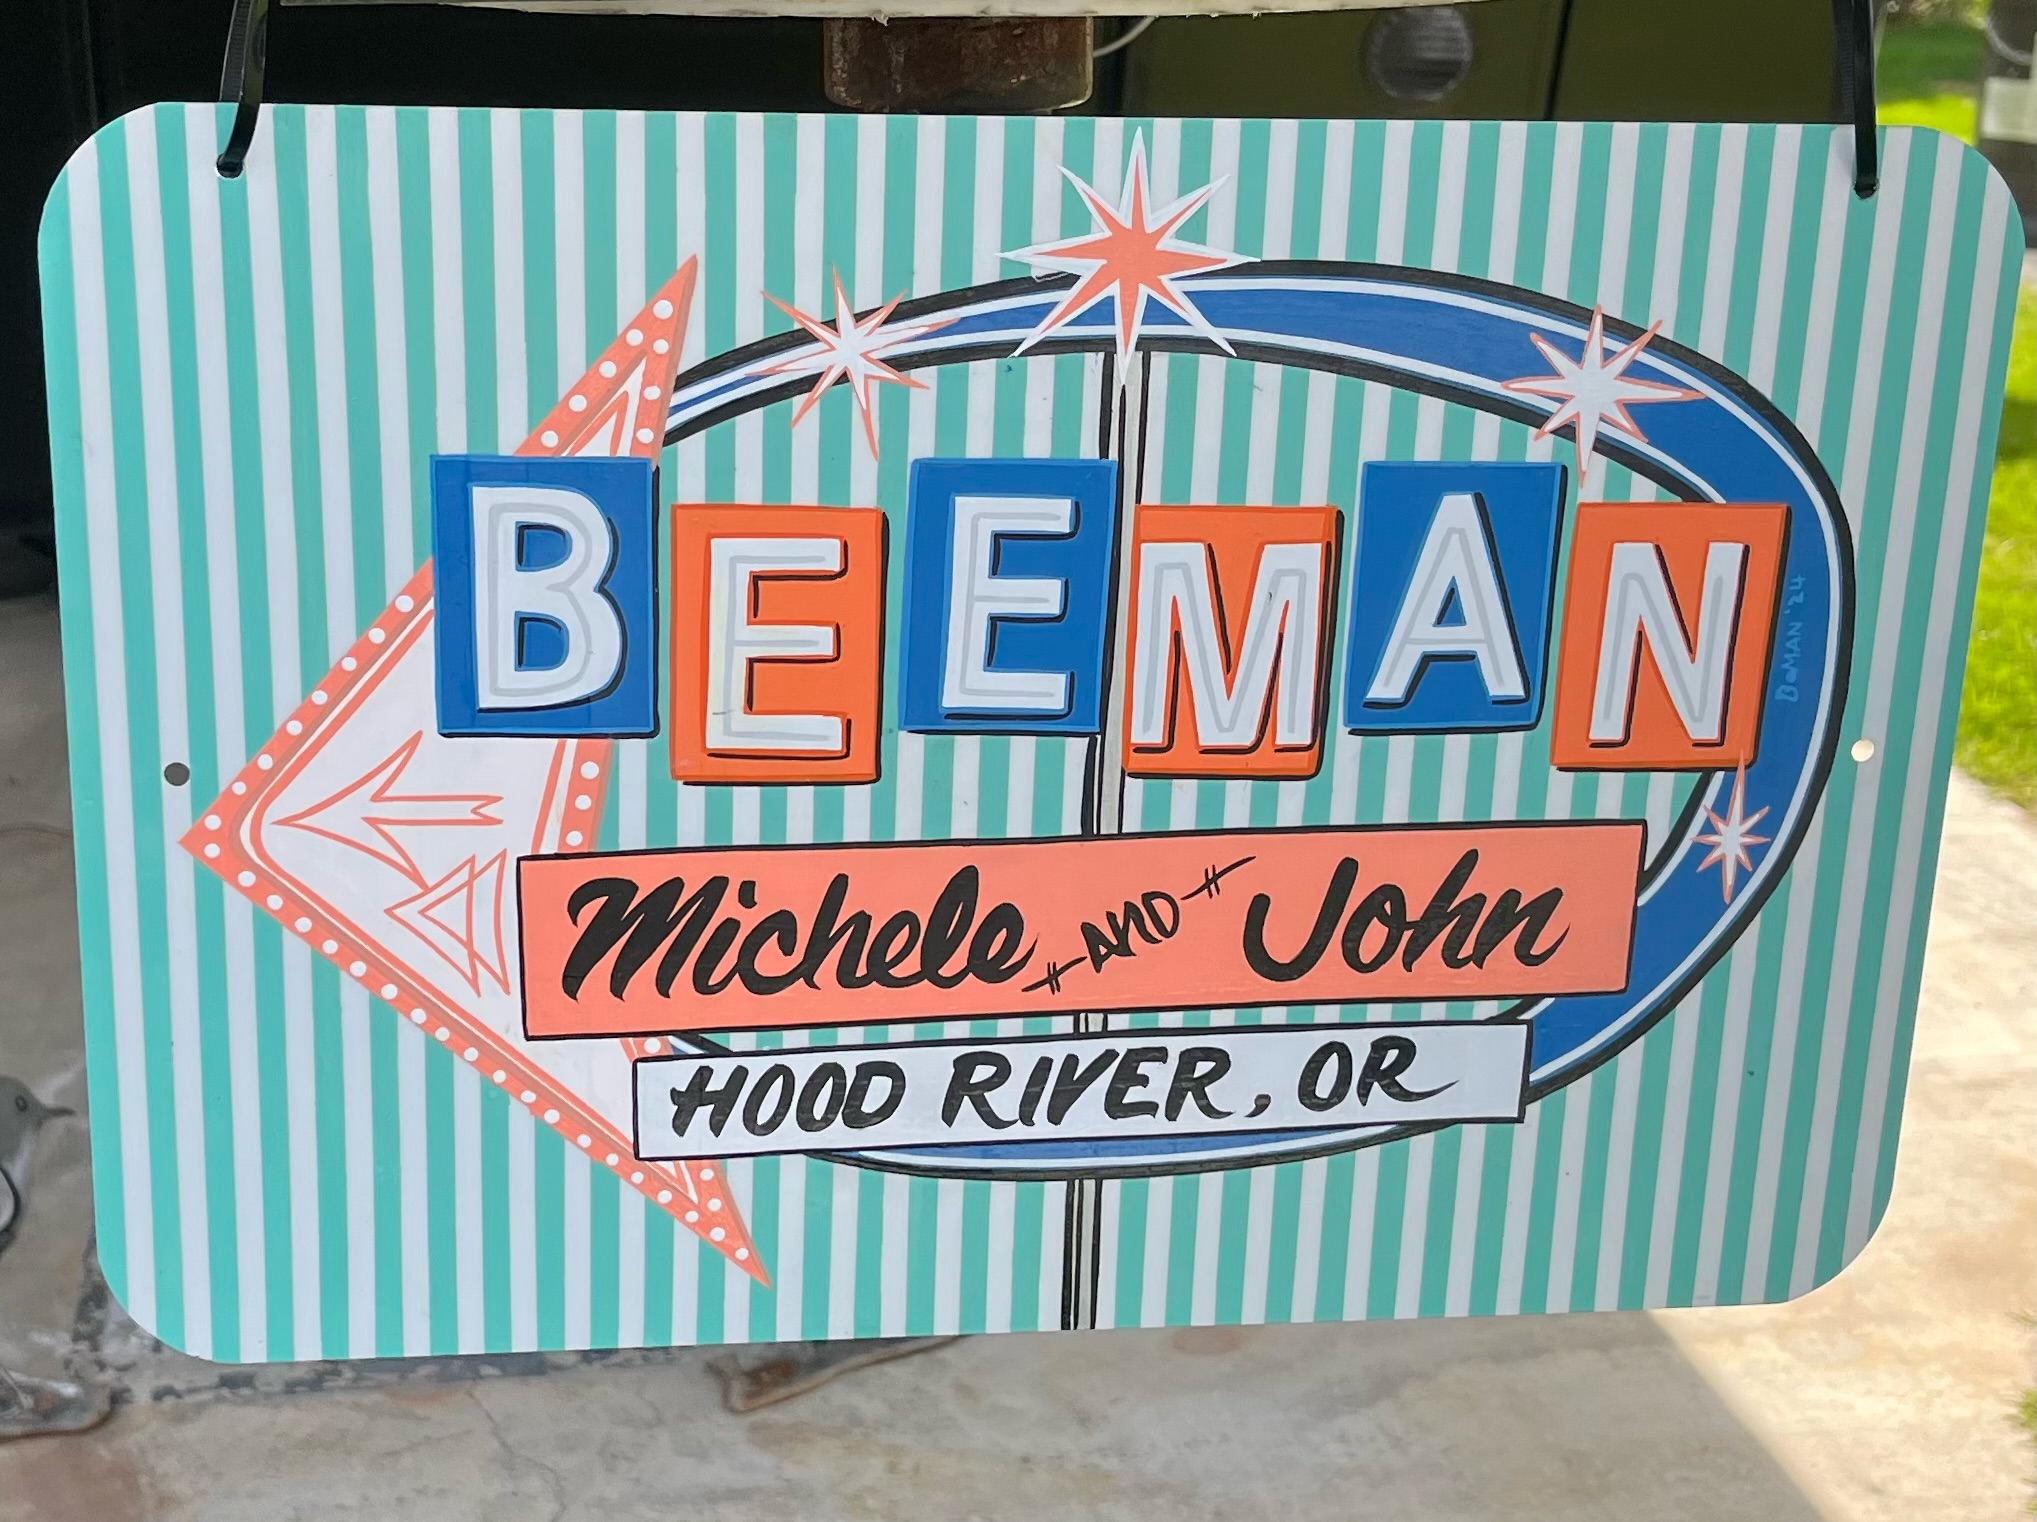 BEEMAN
Michele AND John
HOOD RIVER, OR
BOMAN '24